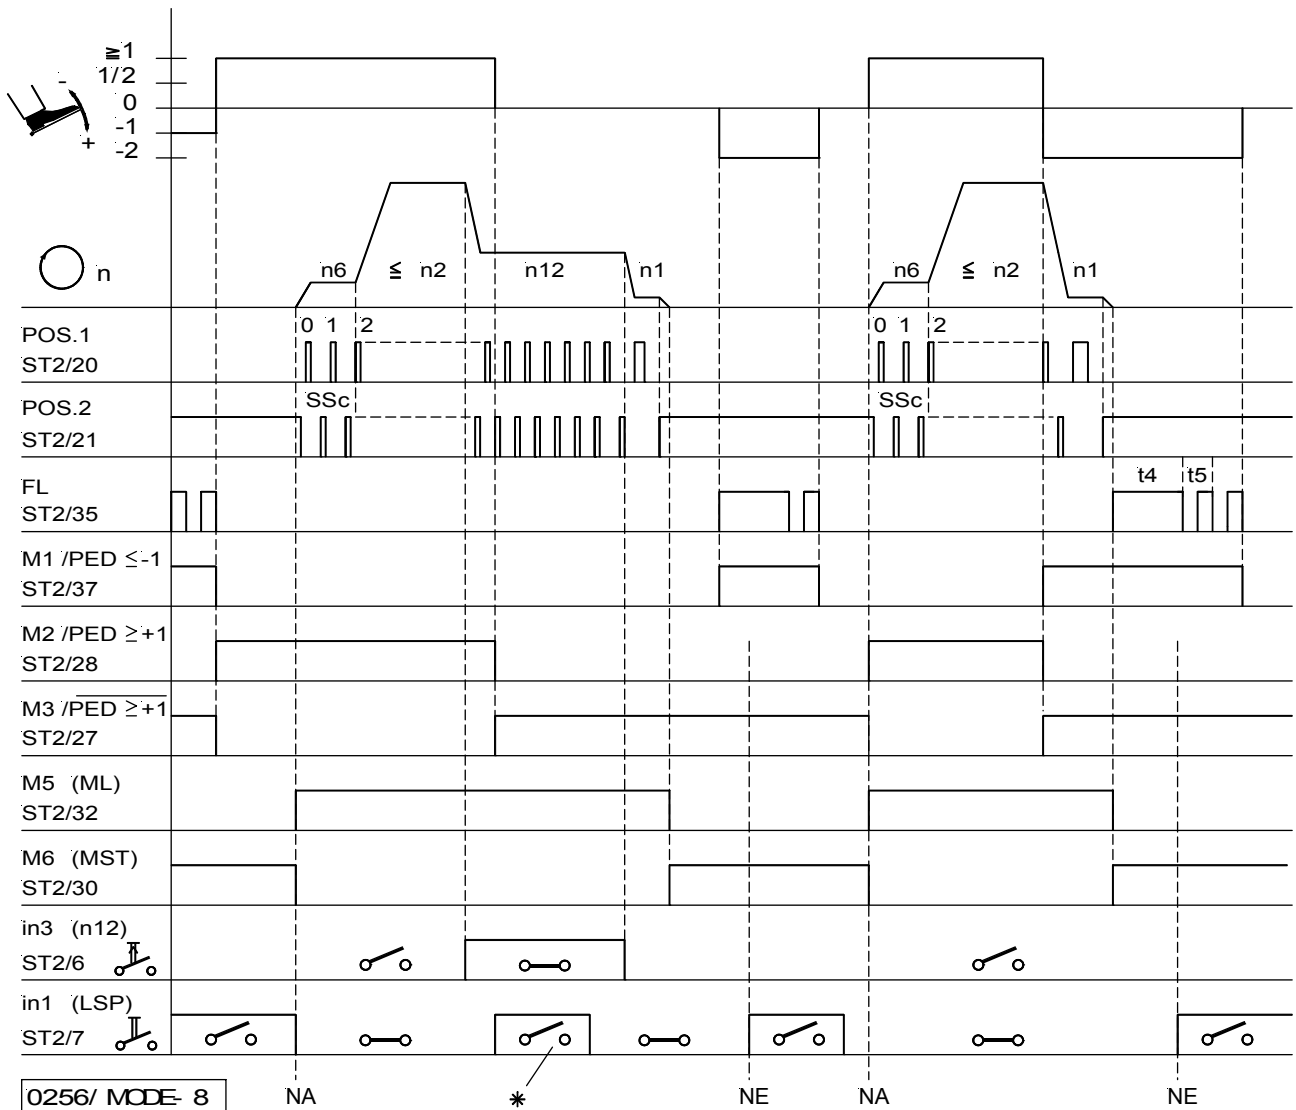 ≧1
1/2
0
-1
-2
-
+
n
n6 ≦ n2 n12 n1 n6 ≦ n2 n1
0 1 2 0 1 2
POS.1
ST2/20
SSc SSc
POS.2
ST2/21
t4 t5
FL
ST2/35
M1 /PED ≤-1
ST2/37
M2 /PED ≥+1
ST2/28
M3 /PED ≥+1
ST2/27
M5 (ML)
ST2/32
M6 (MST)
ST2/30
in3 (n12)
ST2/6
in1 (LSP)
ST2/7
0256/ MODE- 8 NA * NE NA NE